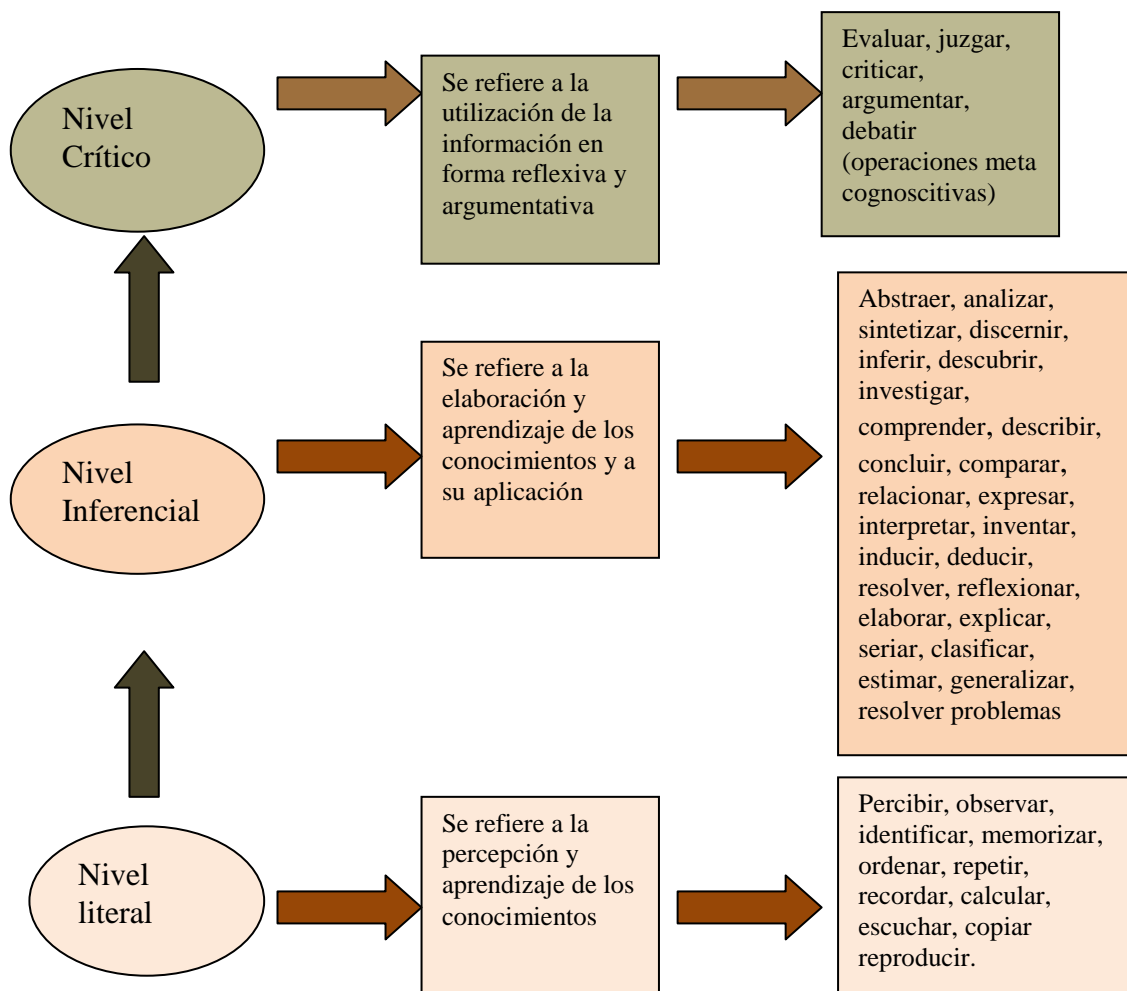 Nivel
Crítico
Se refiere a la
utilización de la
información en
forma reflexiva y
argumentativa
Evaluar, juzgar,
criticar,
argumentar,
debatir
(operaciones meta
cognoscitivas)
Nivel
Inferencial
Se refiere a la
elaboración y
aprendizaje de los
conocimientos y a
su aplicación
Abstraer, analizar,
sintetizar, discernir,
inferir, descubrir,
investigar,
comprender, describir,
concluir, comparar,
relacionar, expresar,
interpretar, inventar,
inducir, deducir,
resolver, reflexionar,
elaborar, explicar,
seriar, clasificar,
estimar, generalizar,
resolver problemas
Nivel
literal
Se refiere a la
percepción y
aprendizaje de los
conocimientos
Percibir, observar,
identificar, memorizar,
ordenar, repetir,
recordar, calcular,
escuchar, copiar
reproducir.